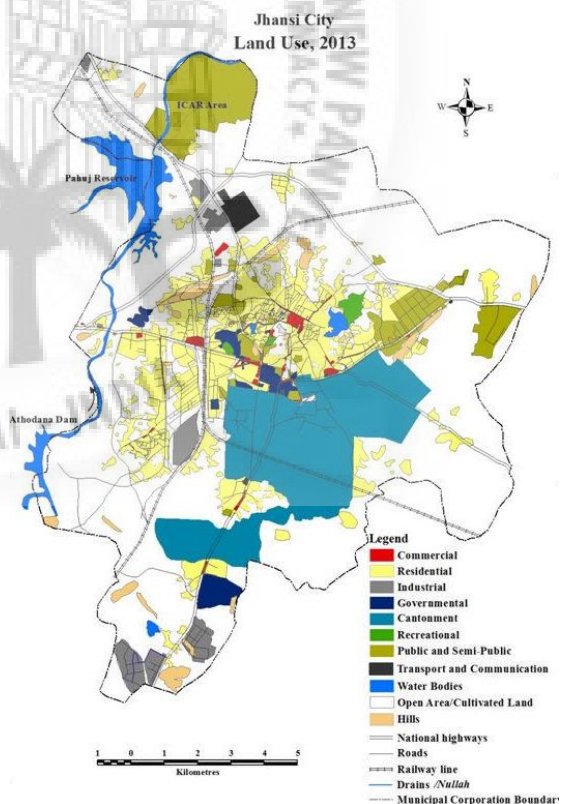 Jhansi City
Land Use, 2013
N
W E
S
ICAR Area
Pahuj Reservoir
Athodana Dam
Legend
Commercial
Residential
Industrial
Governmental
Cantonment
Recreational
Public and Semi-Public
Transport and Communication
Water Bodies
Open Area/Cultivated Land
Hills
National highways
Roads
Railway line
Drains /Nullah
Municipal Corporation Boundary
1 0 1 2 3 4 5
Kilometres